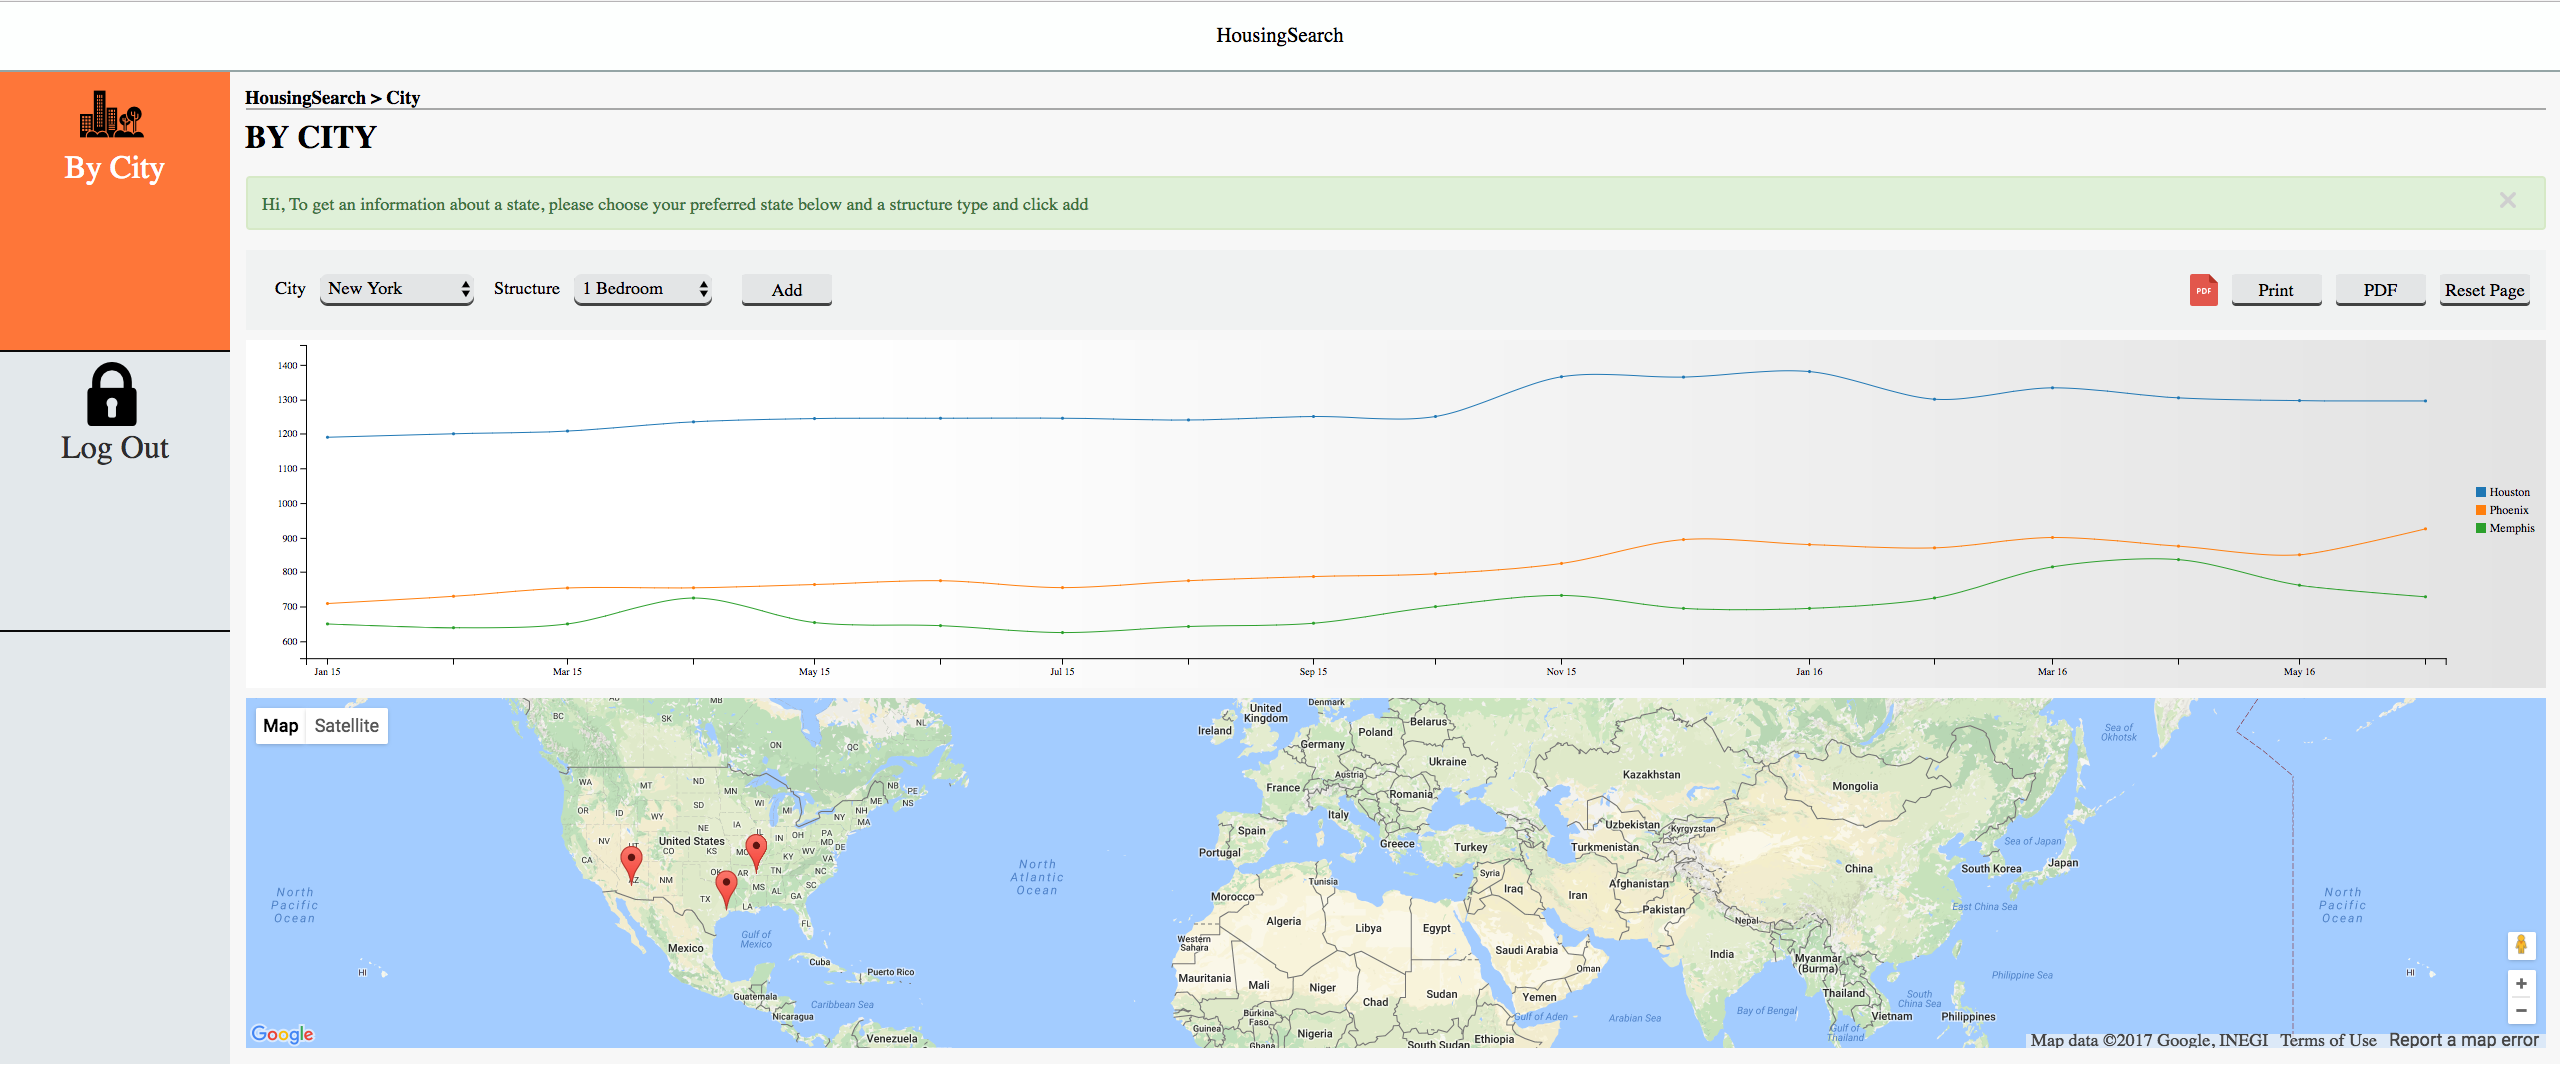 HousingSearch
By City
Log Out
HousingSearch > City
BY CITY
Hi, To get an information about a state, please choose your preferred state below and a structure type and click add
×
City New York Structure 1 Bedroom Add PDF Print PDF Reset Page
1400
1300
1200
1100
1000
900
800
700
600
Jan 15 Mar 15 May 15 Jul 15 Sep 15 Nov 15 Jan 16 Mar 16 May 16
Houston
Phoenix
Memphis
Map Satellite
BC
AB
SK
MB
ON
QC
NL
NB
PE
NS
WA
MT
ND
MN
OR
ID
WY
SD
WI
MI
ME
NH
NY
MA
NE
IA
IL
IN
OH
PA
MD
DE
NV
UT
United States
CO
KS
MO
KY
WV
VA
CA
AZ
NM
OK
AR
TN
NC
SC
TX
LA
MS
AL
GA
FL
HI
North
Pacific
Ocean
Mexico
Gulf of
Mexico
Cuba
Puerto Rico
Guatemala
Caribbean Sea
Nicaragua
Venezuela
North
Atlantic
Ocean
United
Kingdom
Ireland
Denmark
Belarus
Poland
Germany
Ukraine
Austria
France
Romania
Italy
Spain
Portugal
Greece
Turkey
Kazakhstan
Mongolia
Uzbekistan
Kyrgyzstan
Turkmenistan
Syria
Iraq
Iran
Afghanistan
Pakistan
Nepal
China
South Korea
Japan
Sea of Japan
Sea of
Okhotsk
East China Sea
Tunisia
Morocco
Algeria
Libya
Egypt
Western
Sahara
Saudi Arabia
Oman
India
Myanmar
(Burma)
Mauritania
Mali
Niger
Chad
Sudan
Yemen
Gulf of Aden
Arabian Sea
Bay of Bengal
Thailand
Gulf of
Thailand
Vietnam
South
China Sea
Philippines
Philippine Sea
Guinea
Burkina
Faso
Ghana
Nigeria
South Sudan
Ethiopia
North
Pacific
Ocean
HI
+
−
Google
Map data ©2017 Google, INEGI Terms of Use Report a map error